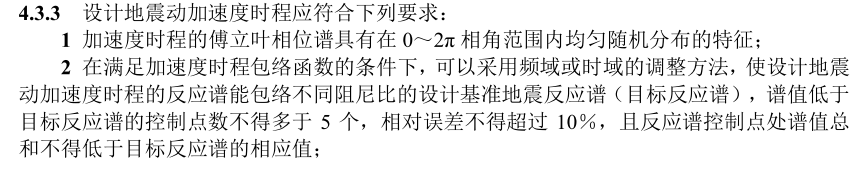 4.3.3 设计地震动加速度时程应符合下列要求：
1 加速度时程的傅立叶相位谱具有在 0～2π 相角范围内均匀随机分布的特征；
2 在满足加速度时程包络函数的条件下，可以采用频域或时域的调整方法，使设计地震
动加速度时程的反应谱能包络不同阻尼比的设计基准地震反应谱（目标反应谱），谱值低于
目标反应谱的控制点数不得多于 5 个，相对误差不得超过 10%，且反应谱控制点处谱值总
和不得低于目标反应谱的相应值；